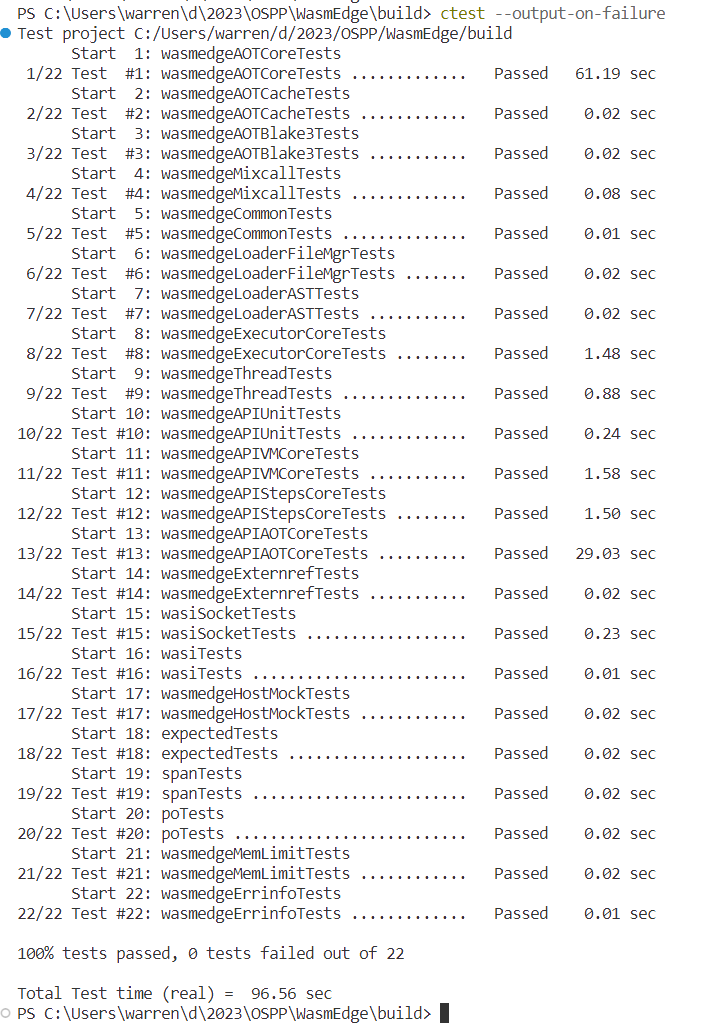 PS C:\Users\warren\d\2023\OSPP\WasmEdge\build> ctest --output-on-failure
Test project C:/Users/warren/d/2023/OSPP/WasmEdge/build
      Start  1: wasmedgeAOTCoreTests
 1/22 Test  #1: wasmedgeAOTCoreTests .............   Passed   61.19 sec
      Start  2: wasmedgeAOTCacheTests
 2/22 Test  #2: wasmedgeAOTCacheTests ............   Passed    0.02 sec
      Start  3: wasmedgeAOTBlake3Tests
 3/22 Test  #3: wasmedgeAOTBlake3Tests ...........   Passed    0.02 sec
      Start  4: wasmedgeMixcallTests
 4/22 Test  #4: wasmedgeMixcallTests .............   Passed    0.08 sec
      Start  5: wasmedgeCommonTests
 5/22 Test  #5: wasmedgeCommonTests ..............   Passed    0.01 sec
      Start  6: wasmedgeLoaderFileMgrTests
 6/22 Test  #6: wasmedgeLoaderFileMgrTests .......   Passed    0.02 sec
      Start  7: wasmedgeLoaderASTTests
 7/22 Test  #7: wasmedgeLoaderASTTests ...........   Passed    0.02 sec
      Start  8: wasmedgeExecutorCoreTests
 8/22 Test  #8: wasmedgeExecutorCoreTests ........   Passed    1.48 sec
      Start  9: wasmedgeThreadTests
 9/22 Test  #9: wasmedgeThreadTests ..............   Passed    0.88 sec
      Start 10: wasmedgeAPIUnitTests
10/22 Test #10: wasmedgeAPIUnitTests .............   Passed    0.24 sec
      Start 11: wasmedgeAPIVMCoreTests
11/22 Test #11: wasmedgeAPIVMCoreTests ...........   Passed    1.58 sec
      Start 12: wasmedgeAPIStepsCoreTests
12/22 Test #12: wasmedgeAPIStepsCoreTests ........   Passed    1.50 sec
      Start 13: wasmedgeAPIAOTCoreTests
13/22 Test #13: wasmedgeAPIAOTCoreTests ..........   Passed   29.03 sec
      Start 14: wasmedgeExternrefTests
14/22 Test #14: wasmedgeExternrefTests ...........   Passed    0.02 sec
      Start 15: wasiSocketTests
15/22 Test #15: wasiSocketTests ..................   Passed    0.23 sec
      Start 16: wasiTests
16/22 Test #16: wasiTests ........................   Passed    0.01 sec
      Start 17: wasmedgeHostMockTests
17/22 Test #17: wasmedgeHostMockTests ............   Passed    0.02 sec
      Start 18: expectedTests
18/22 Test #18: expectedTests ....................   Passed    0.02 sec
      Start 19: spanTests
19/22 Test #19: spanTests ........................   Passed    0.02 sec
      Start 20: poTests
20/22 Test #20: poTests ..........................   Passed    0.02 sec
      Start 21: wasmedgeMemLimitTests
21/22 Test #21: wasmedgeMemLimitTests ............   Passed    0.02 sec
      Start 22: wasmedgeErrinfoTests
22/22 Test #22: wasmedgeErrinfoTests .............   Passed    0.01 sec
100% tests passed, 0 tests failed out of 22
Total Test time (real) =  96.56 sec
PS C:\Users\warren\d\2023\OSPP\WasmEdge\build>